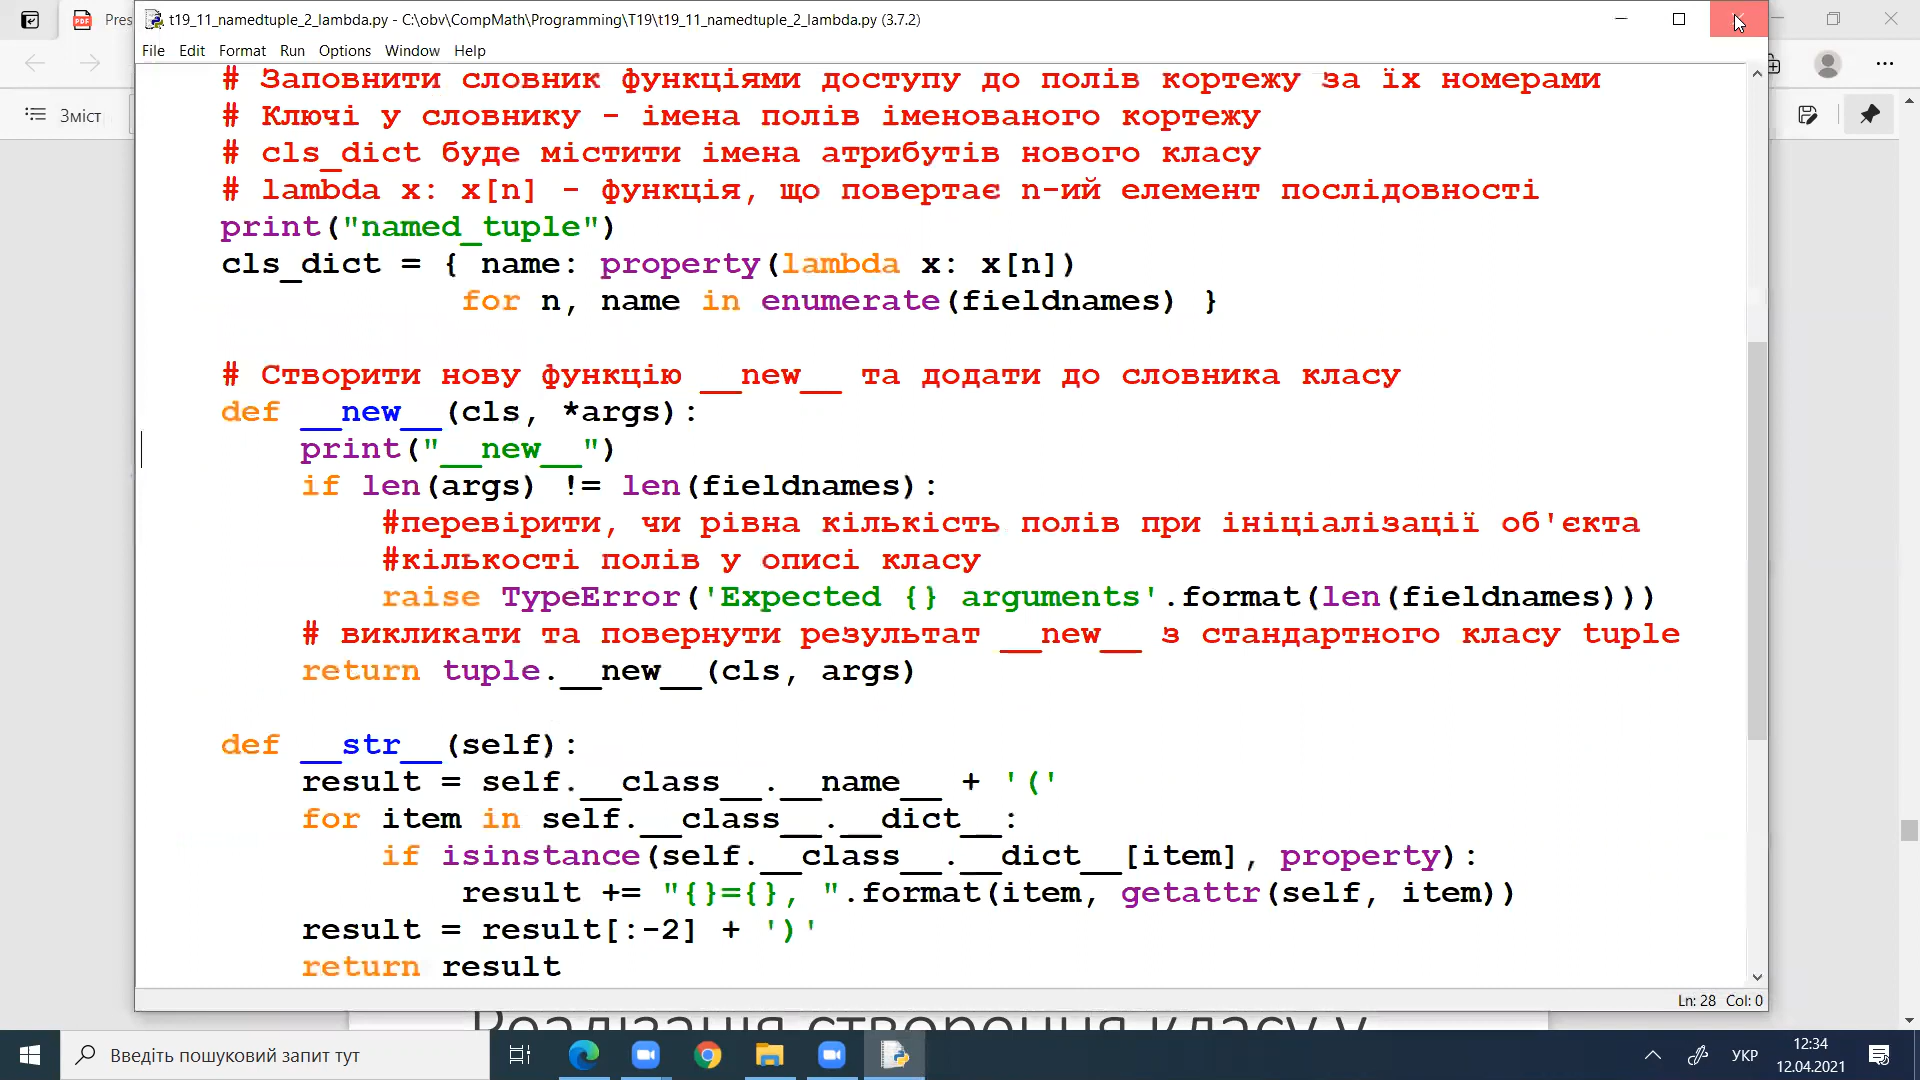 Pres
t19_11_namedtuple_2_lambda.py - C:\obv\CompMath\Programming\T19\t19_11_namedtuple_2_lambda.py (3.7.2)
File Edit Format Run Options Window Help
Зміст
# Заповнити словник функціями доступу до полів кортежу за їх номерами
# Ключі у словнику - імена полів іменованого кортежу
# cls_dict буде містити імена атрибутів нового класу
# lambda x: x[n] - функція, що повертає n-ий елемент послідовності
print("named_tuple")
cls_dict = { name: property(lambda x: x[n])
for n, name in enumerate(fieldnames) }
# Створити нову функцію __new__ та додати до словника класу
def __new__(cls, *args):
print("__new__")
if len(args) != len(fieldnames):
#перевірити, чи рівна кількість полів при ініціалізації об'єкта
#кількості полів у описі класу
raise TypeError('Expected {} arguments'.format(len(fieldnames)))
# викликати та повернути результат __new__ з стандартного класу tuple
return tuple.__new__(cls, args)
def __str__(self):
result = self.__class__.__name__ + '('
for item in self.__class__.__dict__:
if isinstance(self.__class__.__dict__[item], property):
result += "{}={}, ".format(item, getattr(self, item))
result = result[:-2] + ')'
return result
Ln: 28 Col: 0
Реалізація створення класу у
Введіть пошуковий запит тут
УКР
12:34
12.04.2021